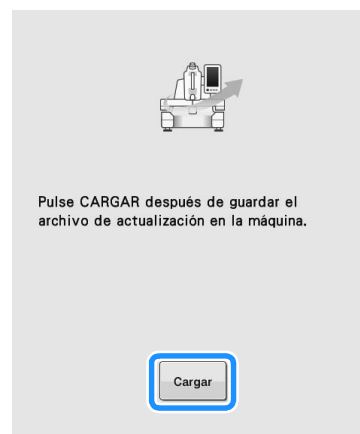 Pulse CARGAR después de guardar el
archivo de actualización en la máquina.
Cargar